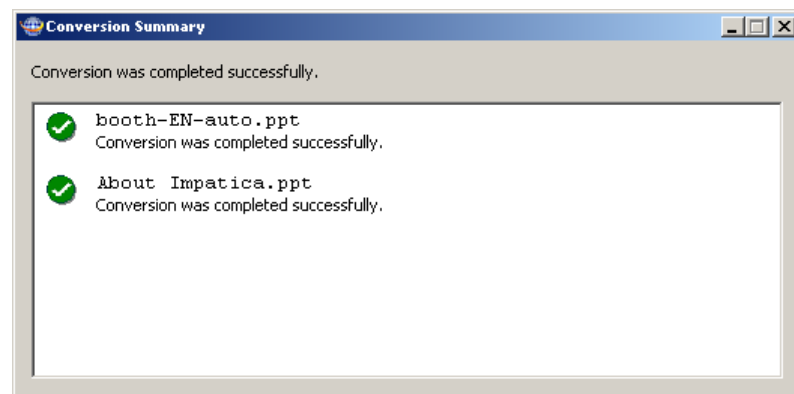 Conversion Summary
Conversion was completed successfully.
booth-EN-auto.ppt
Conversion was completed successfully.
About Impatica.ppt
Conversion was completed successfully.